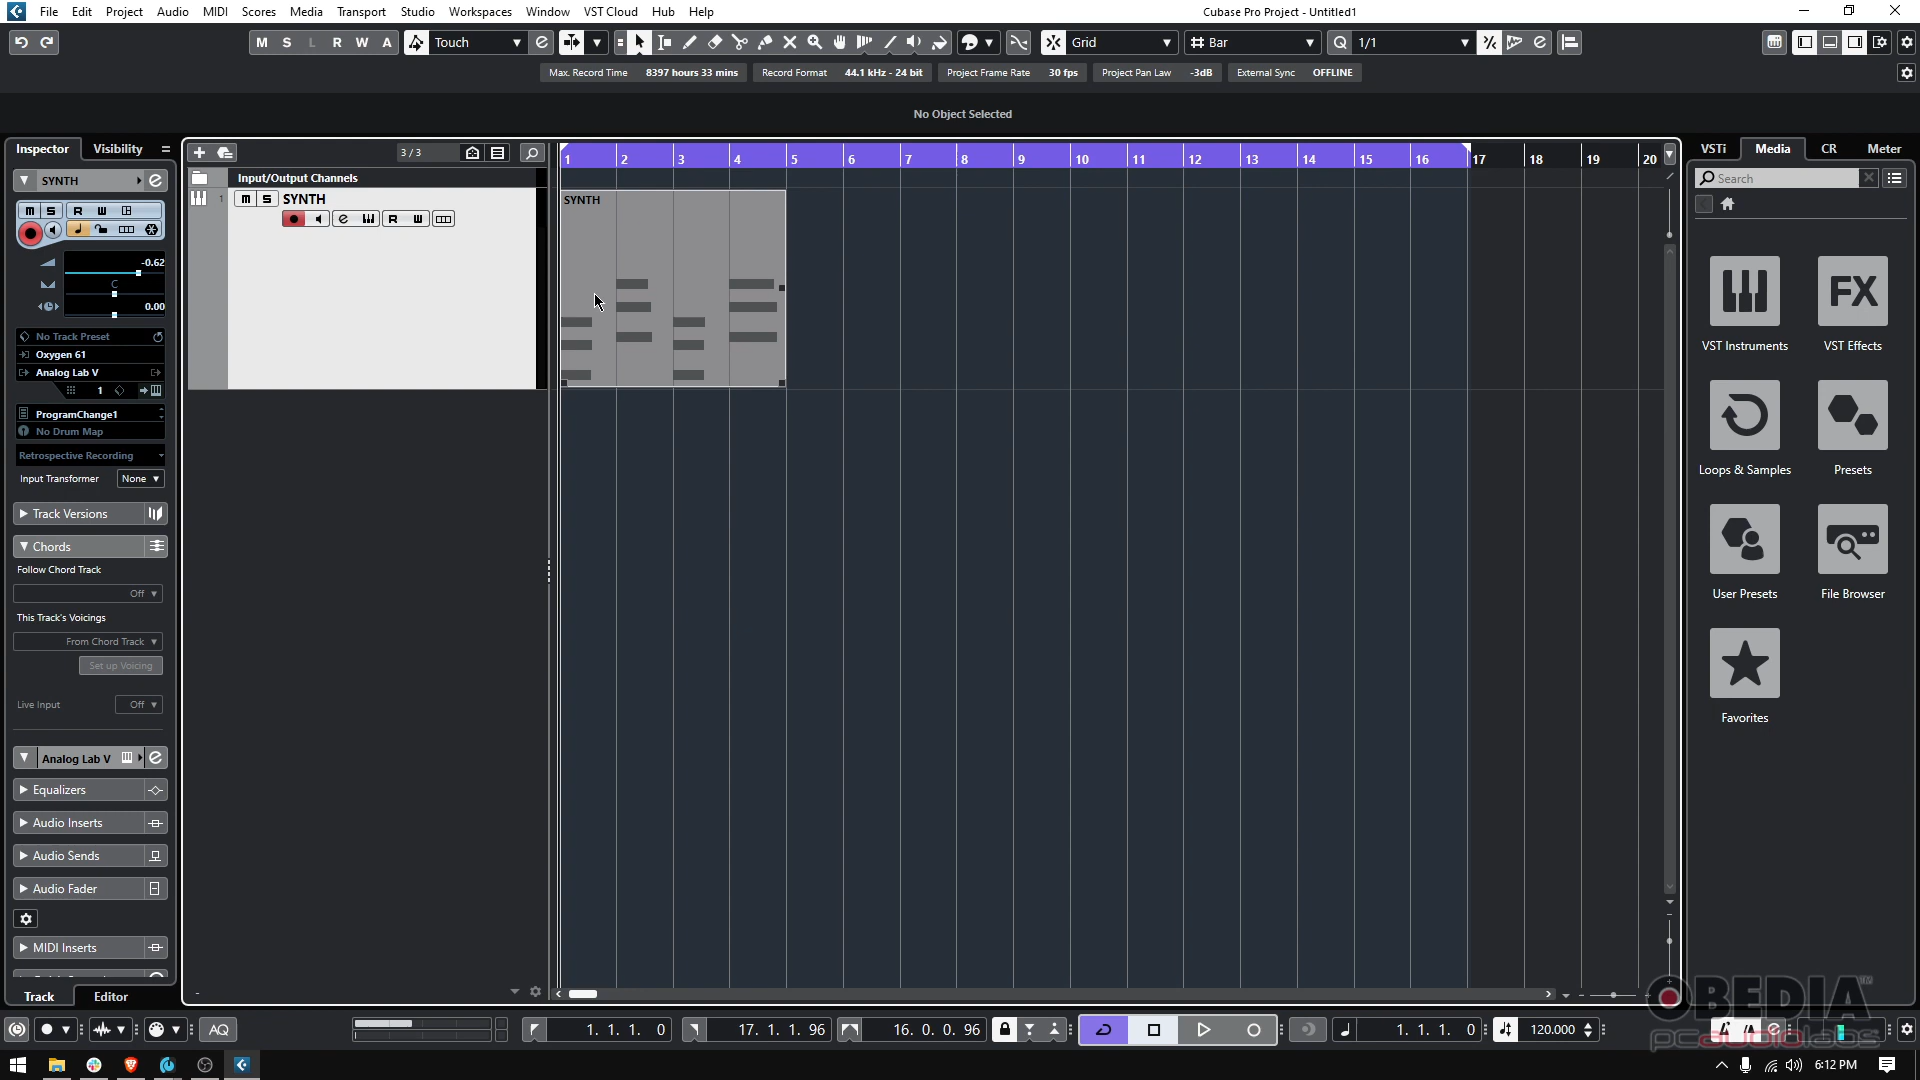 File Edit Project Audio MIDI Scores Media Transport Studio Workspaces Window VST Cloud Hub Help
Cubase Pro Project - Untitled1
M S L R W A Touch Grid Bar Q 1/1
Max. Record Time 8397 hours 33 mins Record Format 44.1 kHz - 24 bit Project Frame Rate 30 fps Project Pan Law -3dB External Sync OFFLINE
No Object Selected
Inspector Visibility
3 / 3
1 2 3 4 5 6 7 8 9 10 11 12 13 14 15 16 17 18 19 20
VSTi Media CR Meter
SYNTH
Input/Output Channels
Search
M S R W
1 M S SYNTH
R W
SYNTH
-0.62
C
0.00
No Track Preset
Oxygen 61
Analog Lab V
1
ProgramChange1
No Drum Map
Retrospective Recording
Input Transformer None
Track Versions
Chords
Follow Chord Track
Off
This Track's Voicings
From Chord Track
Set up Voicing
Live Input Off
Analog Lab V
Equalizers
Audio Inserts
Audio Sends
Audio Fader
MIDI Inserts
Track Editor
VST Instruments
FX
VST Effects
Loops & Samples
Presets
User Presets
File Browser
Favorites
AQ
1. 1. 1. 0
17. 1. 1. 96
16. 0. 0. 96
1. 1. 1. 0
120.000
OBEDIA™
pcaudiolabs
6:12 PM